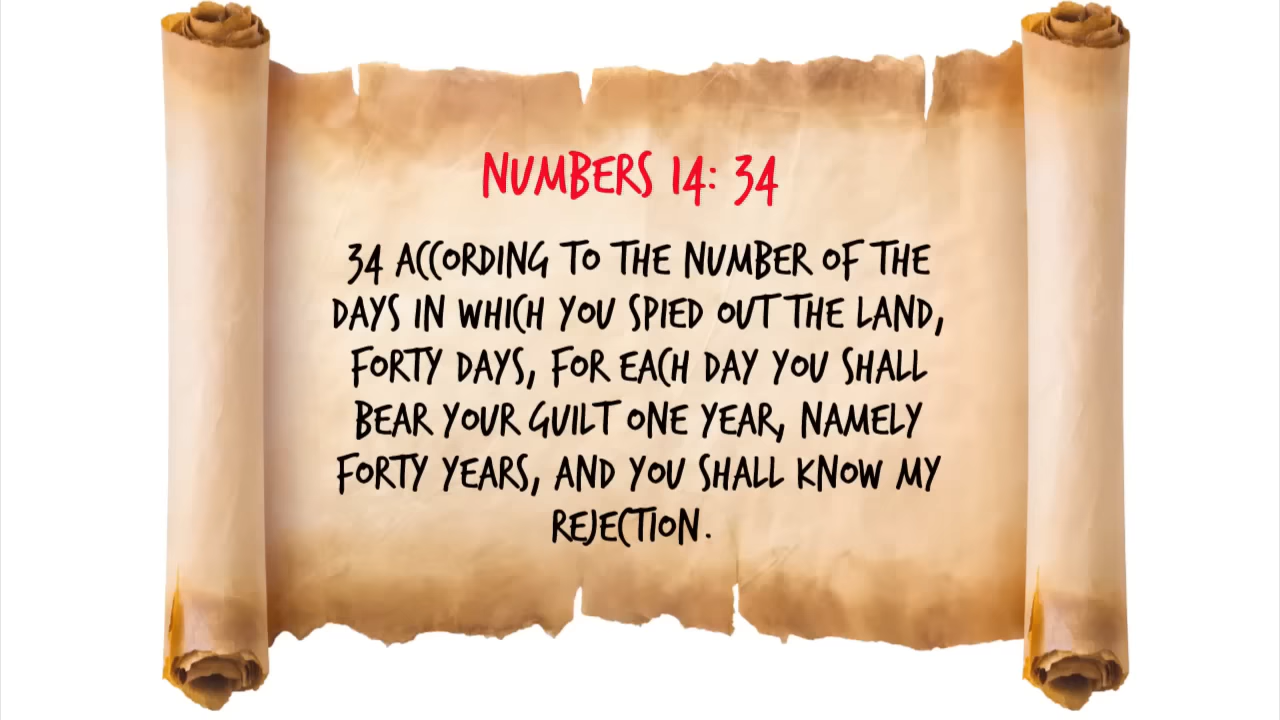 NUMBERS 14: 34
34 ACCORDING TO THE NUMBER OF THE
DAYS IN WHICH YOU SPIED OUT THE LAND,
FORTY DAYS, FOR EACH DAY YOU SHALL
BEAR YOUR GUILT ONE YEAR, NAMELY
FORTY YEARS, AND YOU SHALL KNOW MY
REJECTION.